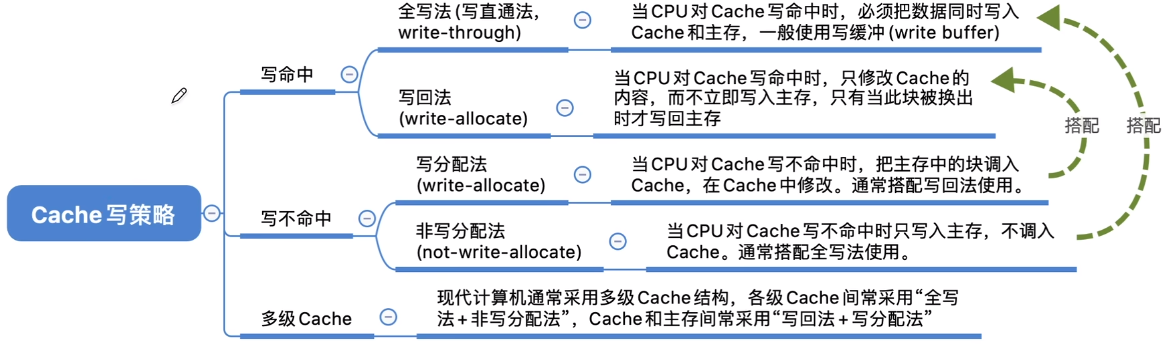 Cache写策略
写命中
全写法 (写直通法,
write-through)
当CPU对Cache写命中时，必须把数据同时写入
Cache和主存，一般使用写缓冲 (write buffer)
写回法
(write-allocate)
当CPU对Cache写命中时，只修改Cache的
内容，而不立即写入主存，只有当此块被换出
时才写回主存
写不命中
写分配法
(write-allocate)
当CPU对Cache写不命中时，把主存中的块调入
Cache，在Cache中修改。通常搭配写回法使用。
非写分配法
(not-write-allocate)
当CPU对Cache写不命中时只写入主存，不调入
Cache。通常搭配全写法使用。
搭配
搭配
多级Cache
现代计算机通常采用多级Cache结构，各级Cache间常采用“全写
法+非写分配法”，Cache和主存间常采用“写回法+写分配法”